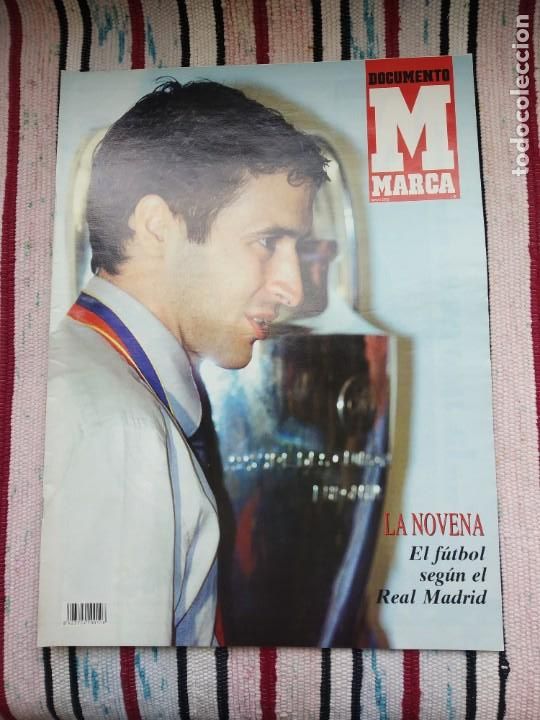 DOCUMENTO
M
MARCA
LA NOVENA
El fútbol
según el
Real Madrid
todocoleccion